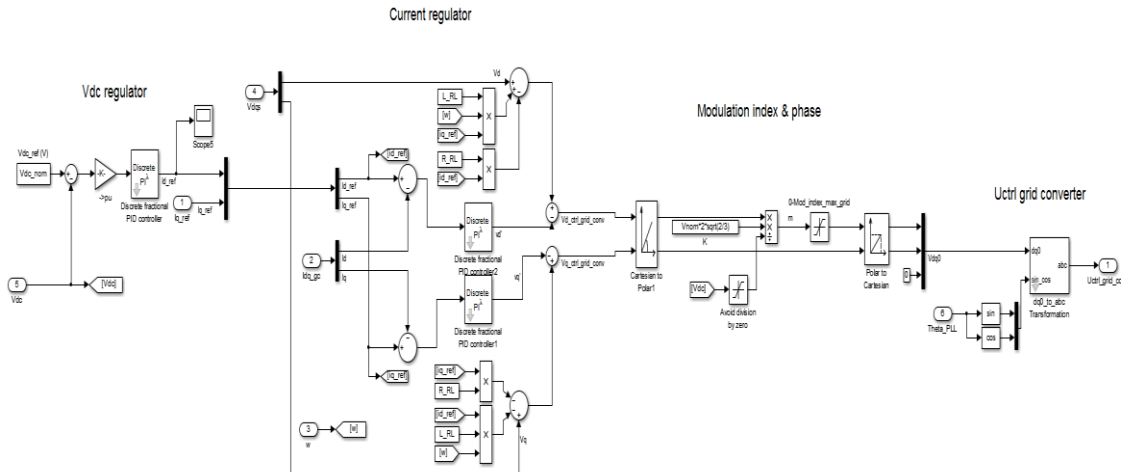 Current regulator
Vdc regulator
Modulation index & phase
Uctrl grid converter
4
Vdqs
Vd
L_RL
[w]
[iq_ref]
R_RL
[id_ref]
X
X
Scope5
Vdc_ref (V)
Vdc_nom
-K-
->pu
Discrete
PI λ
Discrete fractional
PID controller
Id_ref
1
Iq_ref
Iq_ref
5
Vdc
[Vdc]
[id_ref]
Id_ref
Iq_ref
2
Idq_gc
Id
Iq
[iq_ref]
3
w
[w]
Discrete
PI λ
vd'
Discrete fractional
PID controller2
Discrete
PI λ
vq'
Discrete fractional
PID controller1
Vd_ctrl_grid_conv
Vq_ctrl_grid_conv
[iq_ref]
R_RL
[id_ref]
L_RL
[w]
X
X
Vq
Cartesian to
Polar1
Vnom*2*sqrt(2/3)
K
[Vdc]
Avoid division
by zero
X
X
÷
m
0-Mod_index_max_grid
Polar to
Cartesian
0
Vdq0
6
Theta_PLL
sin
cos
dq0
sin_cos
abc
dq0_to_abc
Transformation
1
Uctrl_grid_co